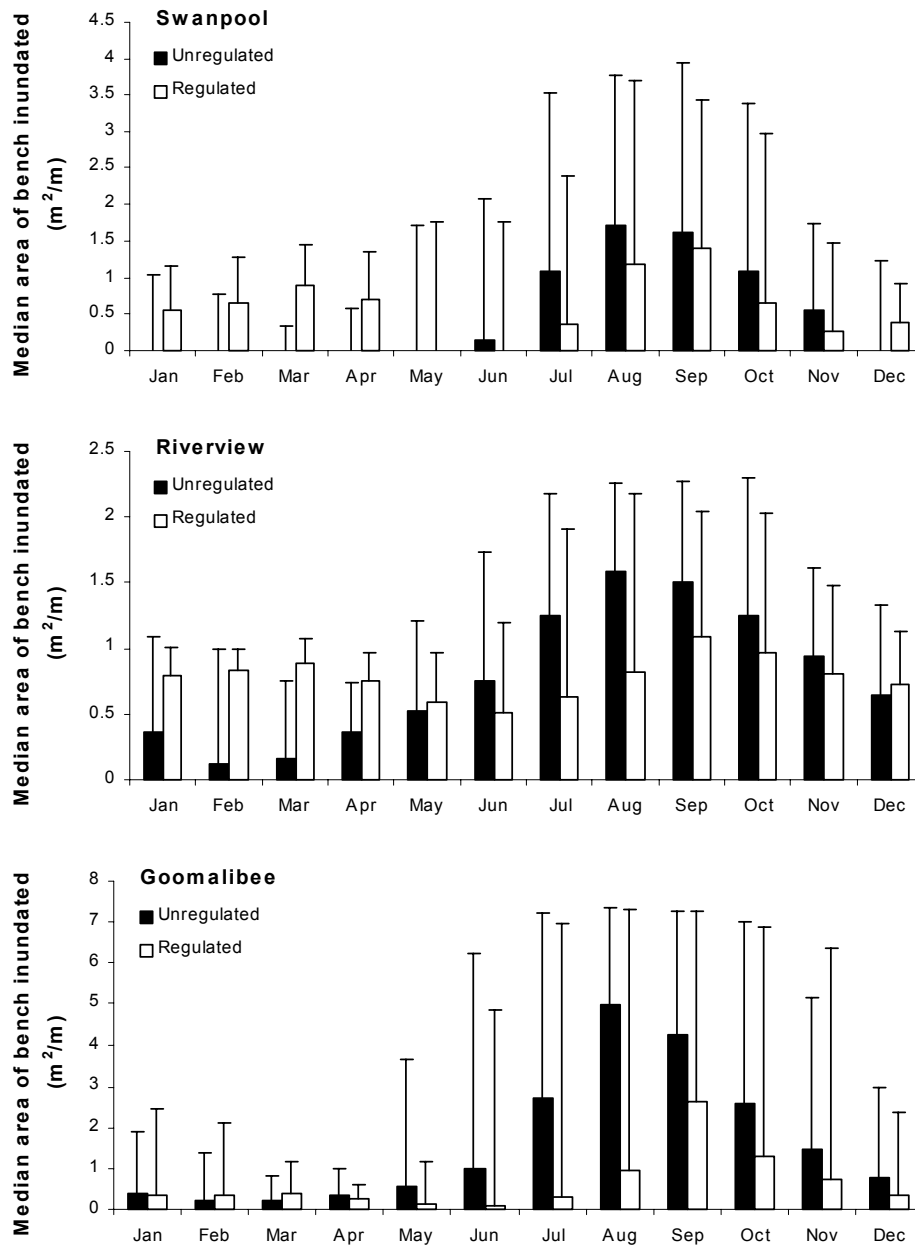 Swanpool
Unregulated
Regulated
Median area of bench inundated
(m²/m)
4.5
4
3.5
3
2.5
2
1.5
1
0.5
0
Jan Feb Mar Apr May Jun Jul Aug Sep Oct Nov Dec
Riverview
Unregulated
Regulated
Median area of bench inundated
(m²/m)
2.5
2
1.5
1
0.5
0
Jan Feb Mar Apr May Jun Jul Aug Sep Oct Nov Dec
Goomalibee
Unregulated
Regulated
Median area of bench inundated
(m²/m)
8
7
6
5
4
3
2
1
0
Jan Feb Mar Apr May Jun Jul Aug Sep Oct Nov Dec